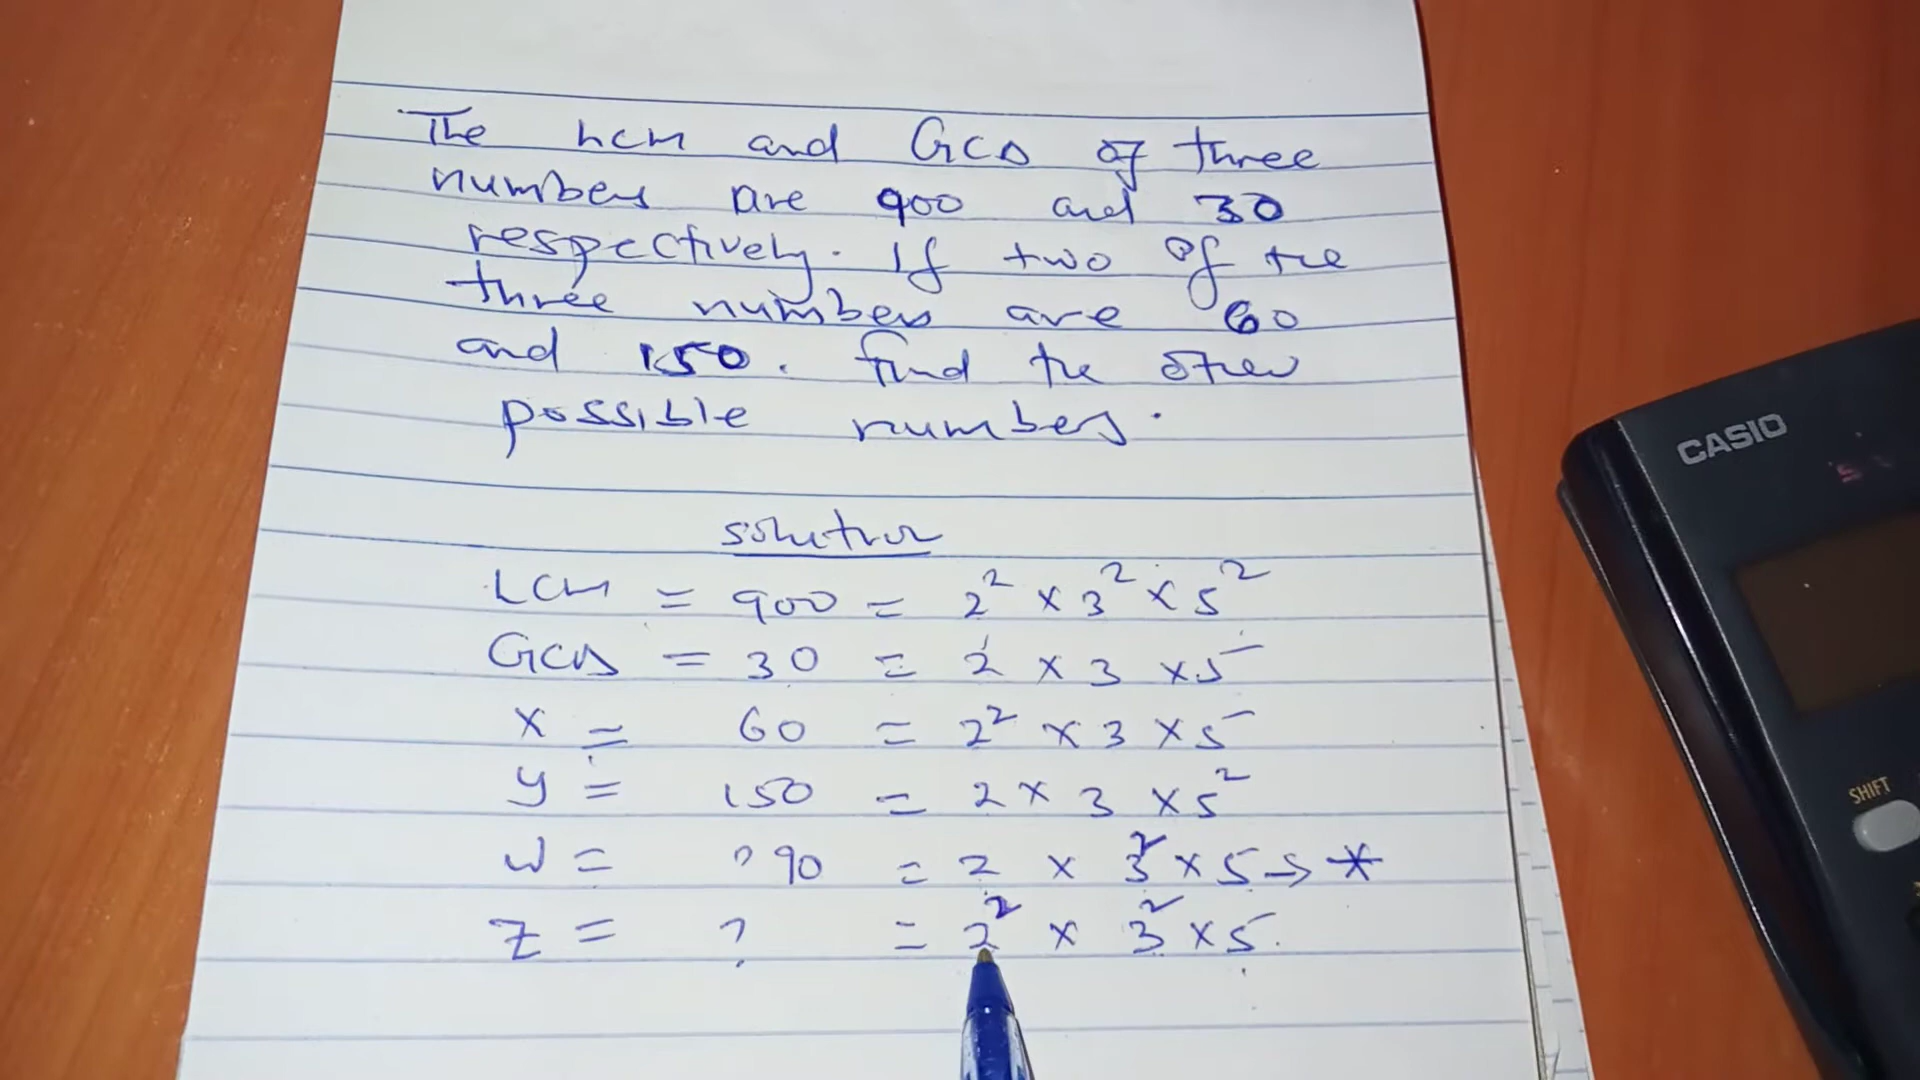 The LCM and GCD of three
numbers are 900 and 30
respectively. If two of the
three numbers are 60
and 150. find the other
possible numbers.
solution
LCM = 900 = 2² × 3² × 5²
GCD = 30 = 2 × 3 × 5
X = 60 = 2² × 3 × 5
y = 150 = 2 × 3 × 5²
W = ? 90 = 2 × 3² × 5 → *
Z = ? = 2² × 3² × 5.
CASIO
SHIFT